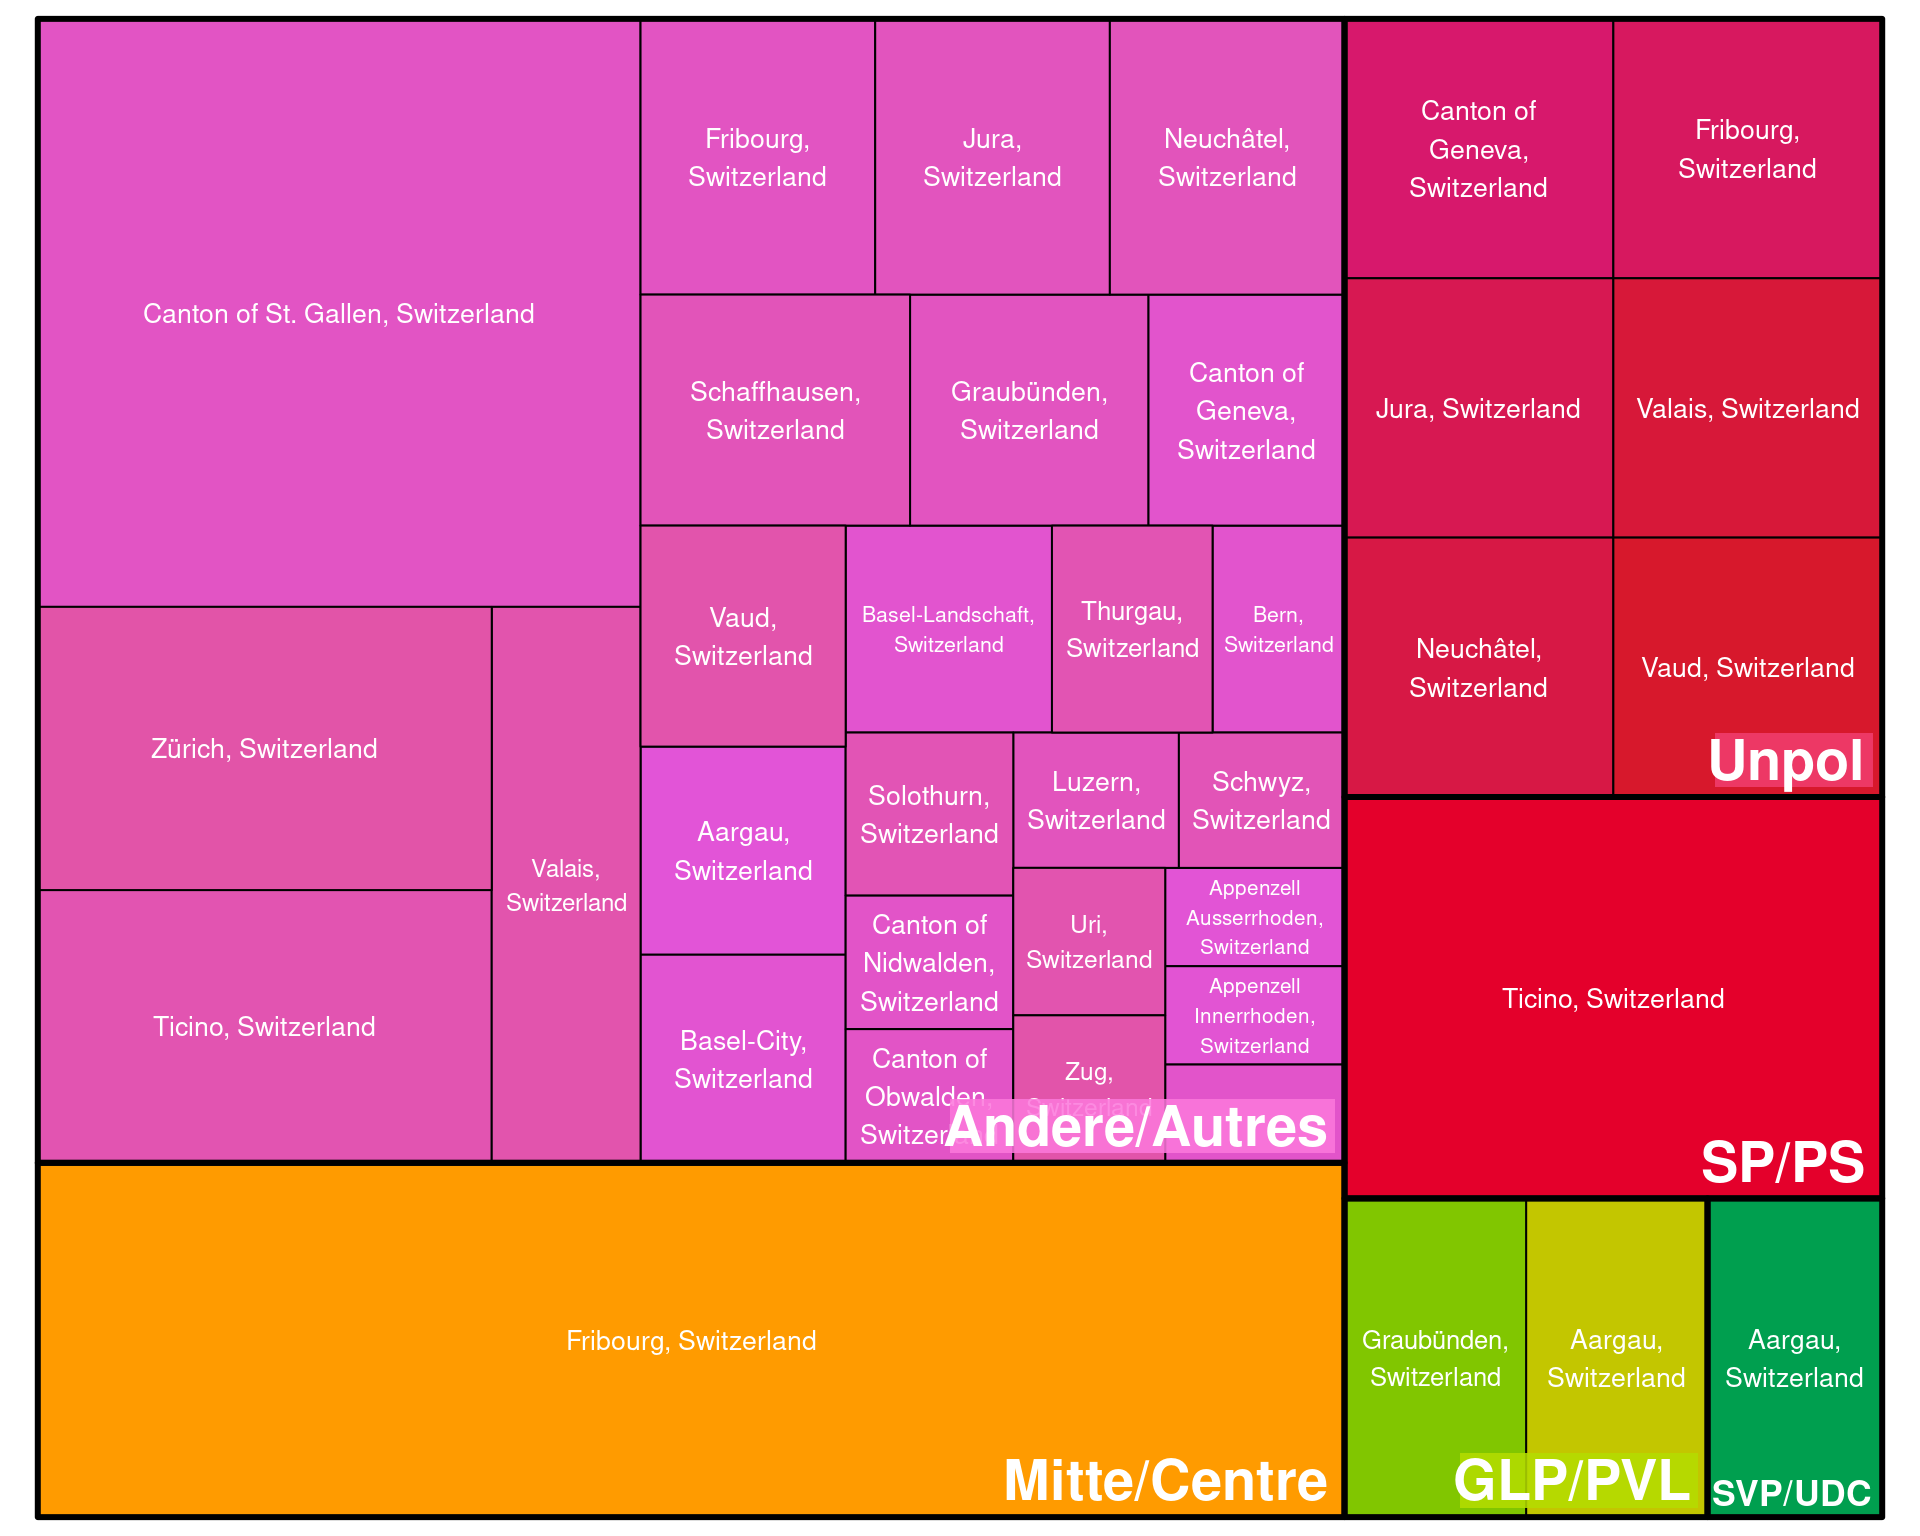 Canton of St. Gallen, Switzerland
Zürich, Switzerland
Ticino, Switzerland
Valais,
Switzerland
Fribourg,
Switzerland
Jura,
Switzerland
Neuchâtel,
Switzerland
Schaffhausen,
Switzerland
Graubünden,
Switzerland
Canton of
Geneva,
Switzerland
Vaud,
Switzerland
Basel-Landschaft,
Switzerland
Thurgau,
Switzerland
Bern,
Switzerland
Aargau,
Switzerland
Basel-City,
Switzerland
Solothurn,
Switzerland
Luzern,
Switzerland
Schwyz,
Switzerland
Canton of
Nidwalden,
Switzerland
Canton of
Obwalden,
Switzerland
Uri,
Switzerland
Zug,
Switzerland
Appenzell
Ausserrhoden,
Switzerland
Appenzell
Innerrhoden,
Switzerland
Andere/Autres
Fribourg, Switzerland
Mitte/Centre
Canton of
Geneva,
Switzerland
Fribourg,
Switzerland
Jura, Switzerland
Valais, Switzerland
Neuchâtel,
Switzerland
Vaud, Switzerland
Unpol
Ticino, Switzerland
SP/PS
Graubünden,
Switzerland
Aargau,
Switzerland
GLP/PVL
Aargau,
Switzerland
SVP/UDC